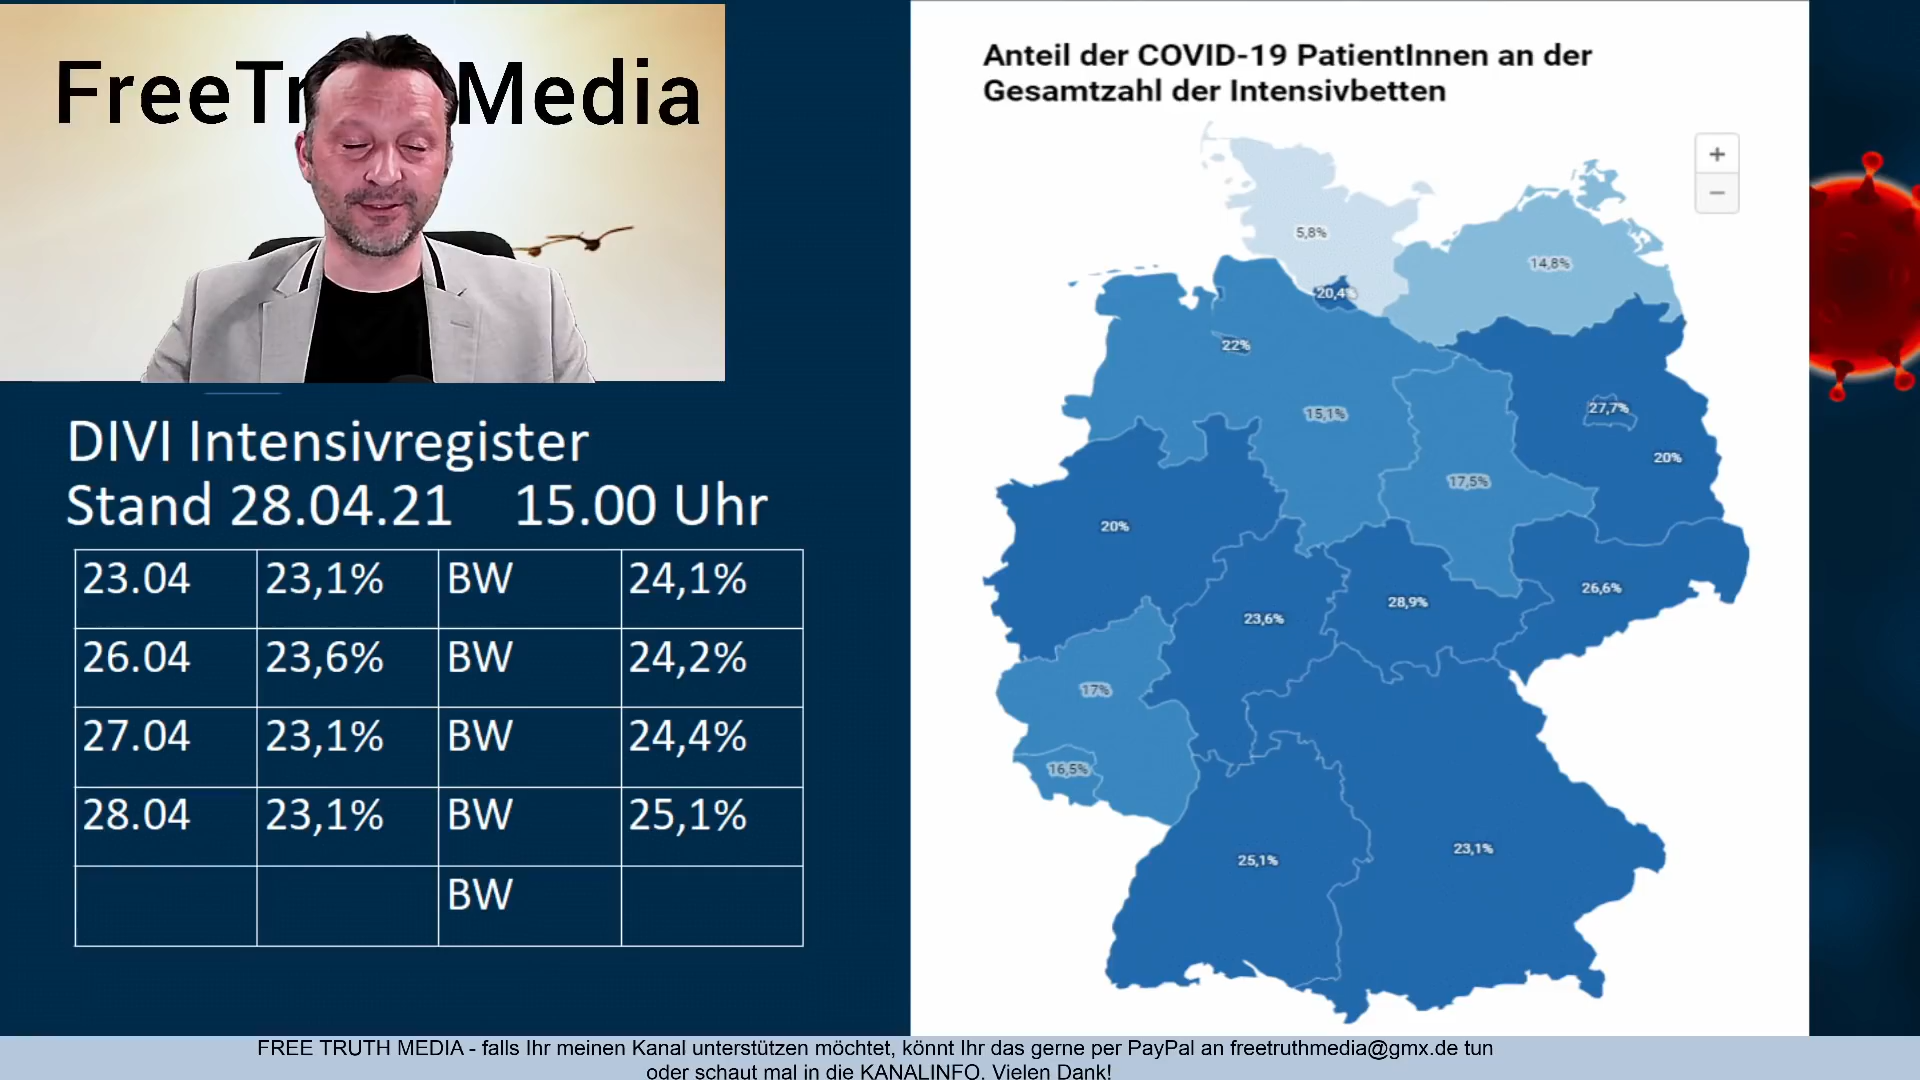 FreeTr Media
DIVI Intensivregister
Stand 28.04.21 15.00 Uhr
23.04 23,1% BW 24,1%
26.04 23,6% BW 24,2%
27.04 23,1% BW 24,4%
28.04 23,1% BW 25,1%
BW
Anteil der COVID-19 PatientInnen an der
Gesamtzahl der Intensivbetten
+
−
5,8%
14,8%
20,4%
22%
27,7%
15,1%
20%
17,5%
20%
26,6%
28,9%
23,6%
17%
16,5%
23,1%
25,1%
FREE TRUTH MEDIA - falls Ihr meinen Kanal unterstützen möchtet, könnt Ihr das gerne per PayPal an freetruthmedia@gmx.de tun
oder schaut mal in die KANALINFO. Vielen Dank!